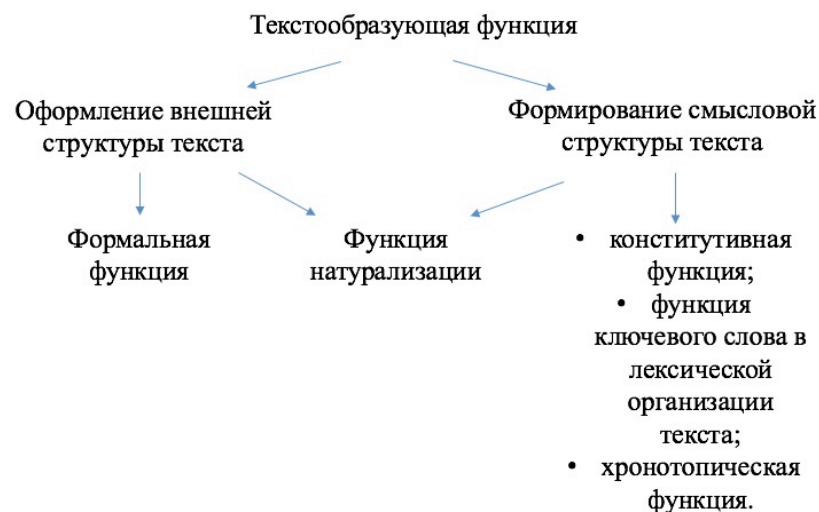 Текстообразующая функция
Оформление внешней
структуры текста
Формирование смысловой
структуры текста
Формальная
функция
Функция
натурализации
• конститутивная
функция;
• функция
ключевого слова в
лексической
организации
текста;
• хронотопическая
функция.